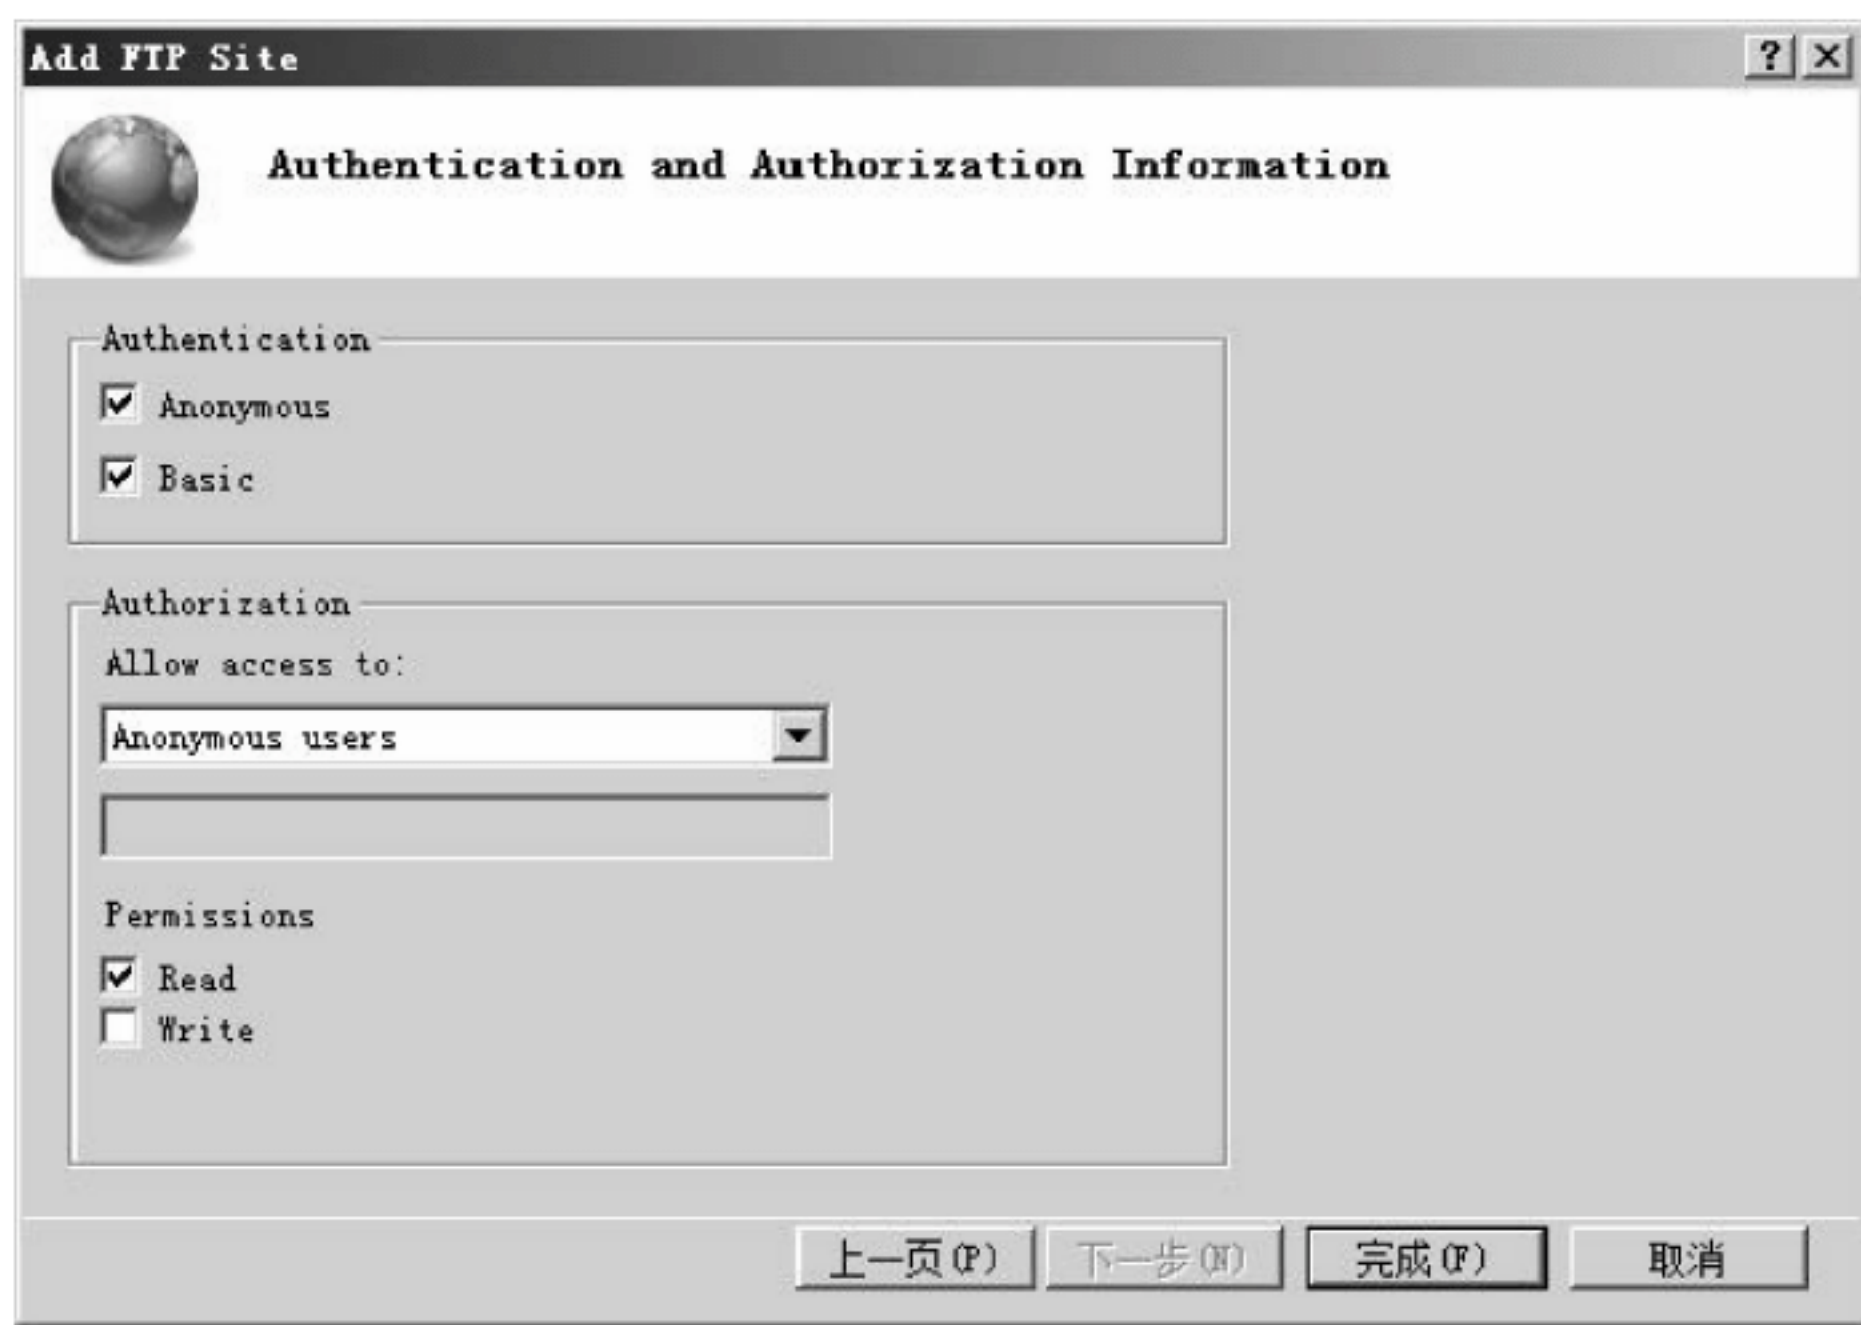 Add FTP Site
Authentication and Authorization Information
Authentication
Anonymous
Basic
Authorization
Allow access to:
Anonymous users
Permissions
Read
Write
上一页(P) 下一步(N) 完成(F) 取消